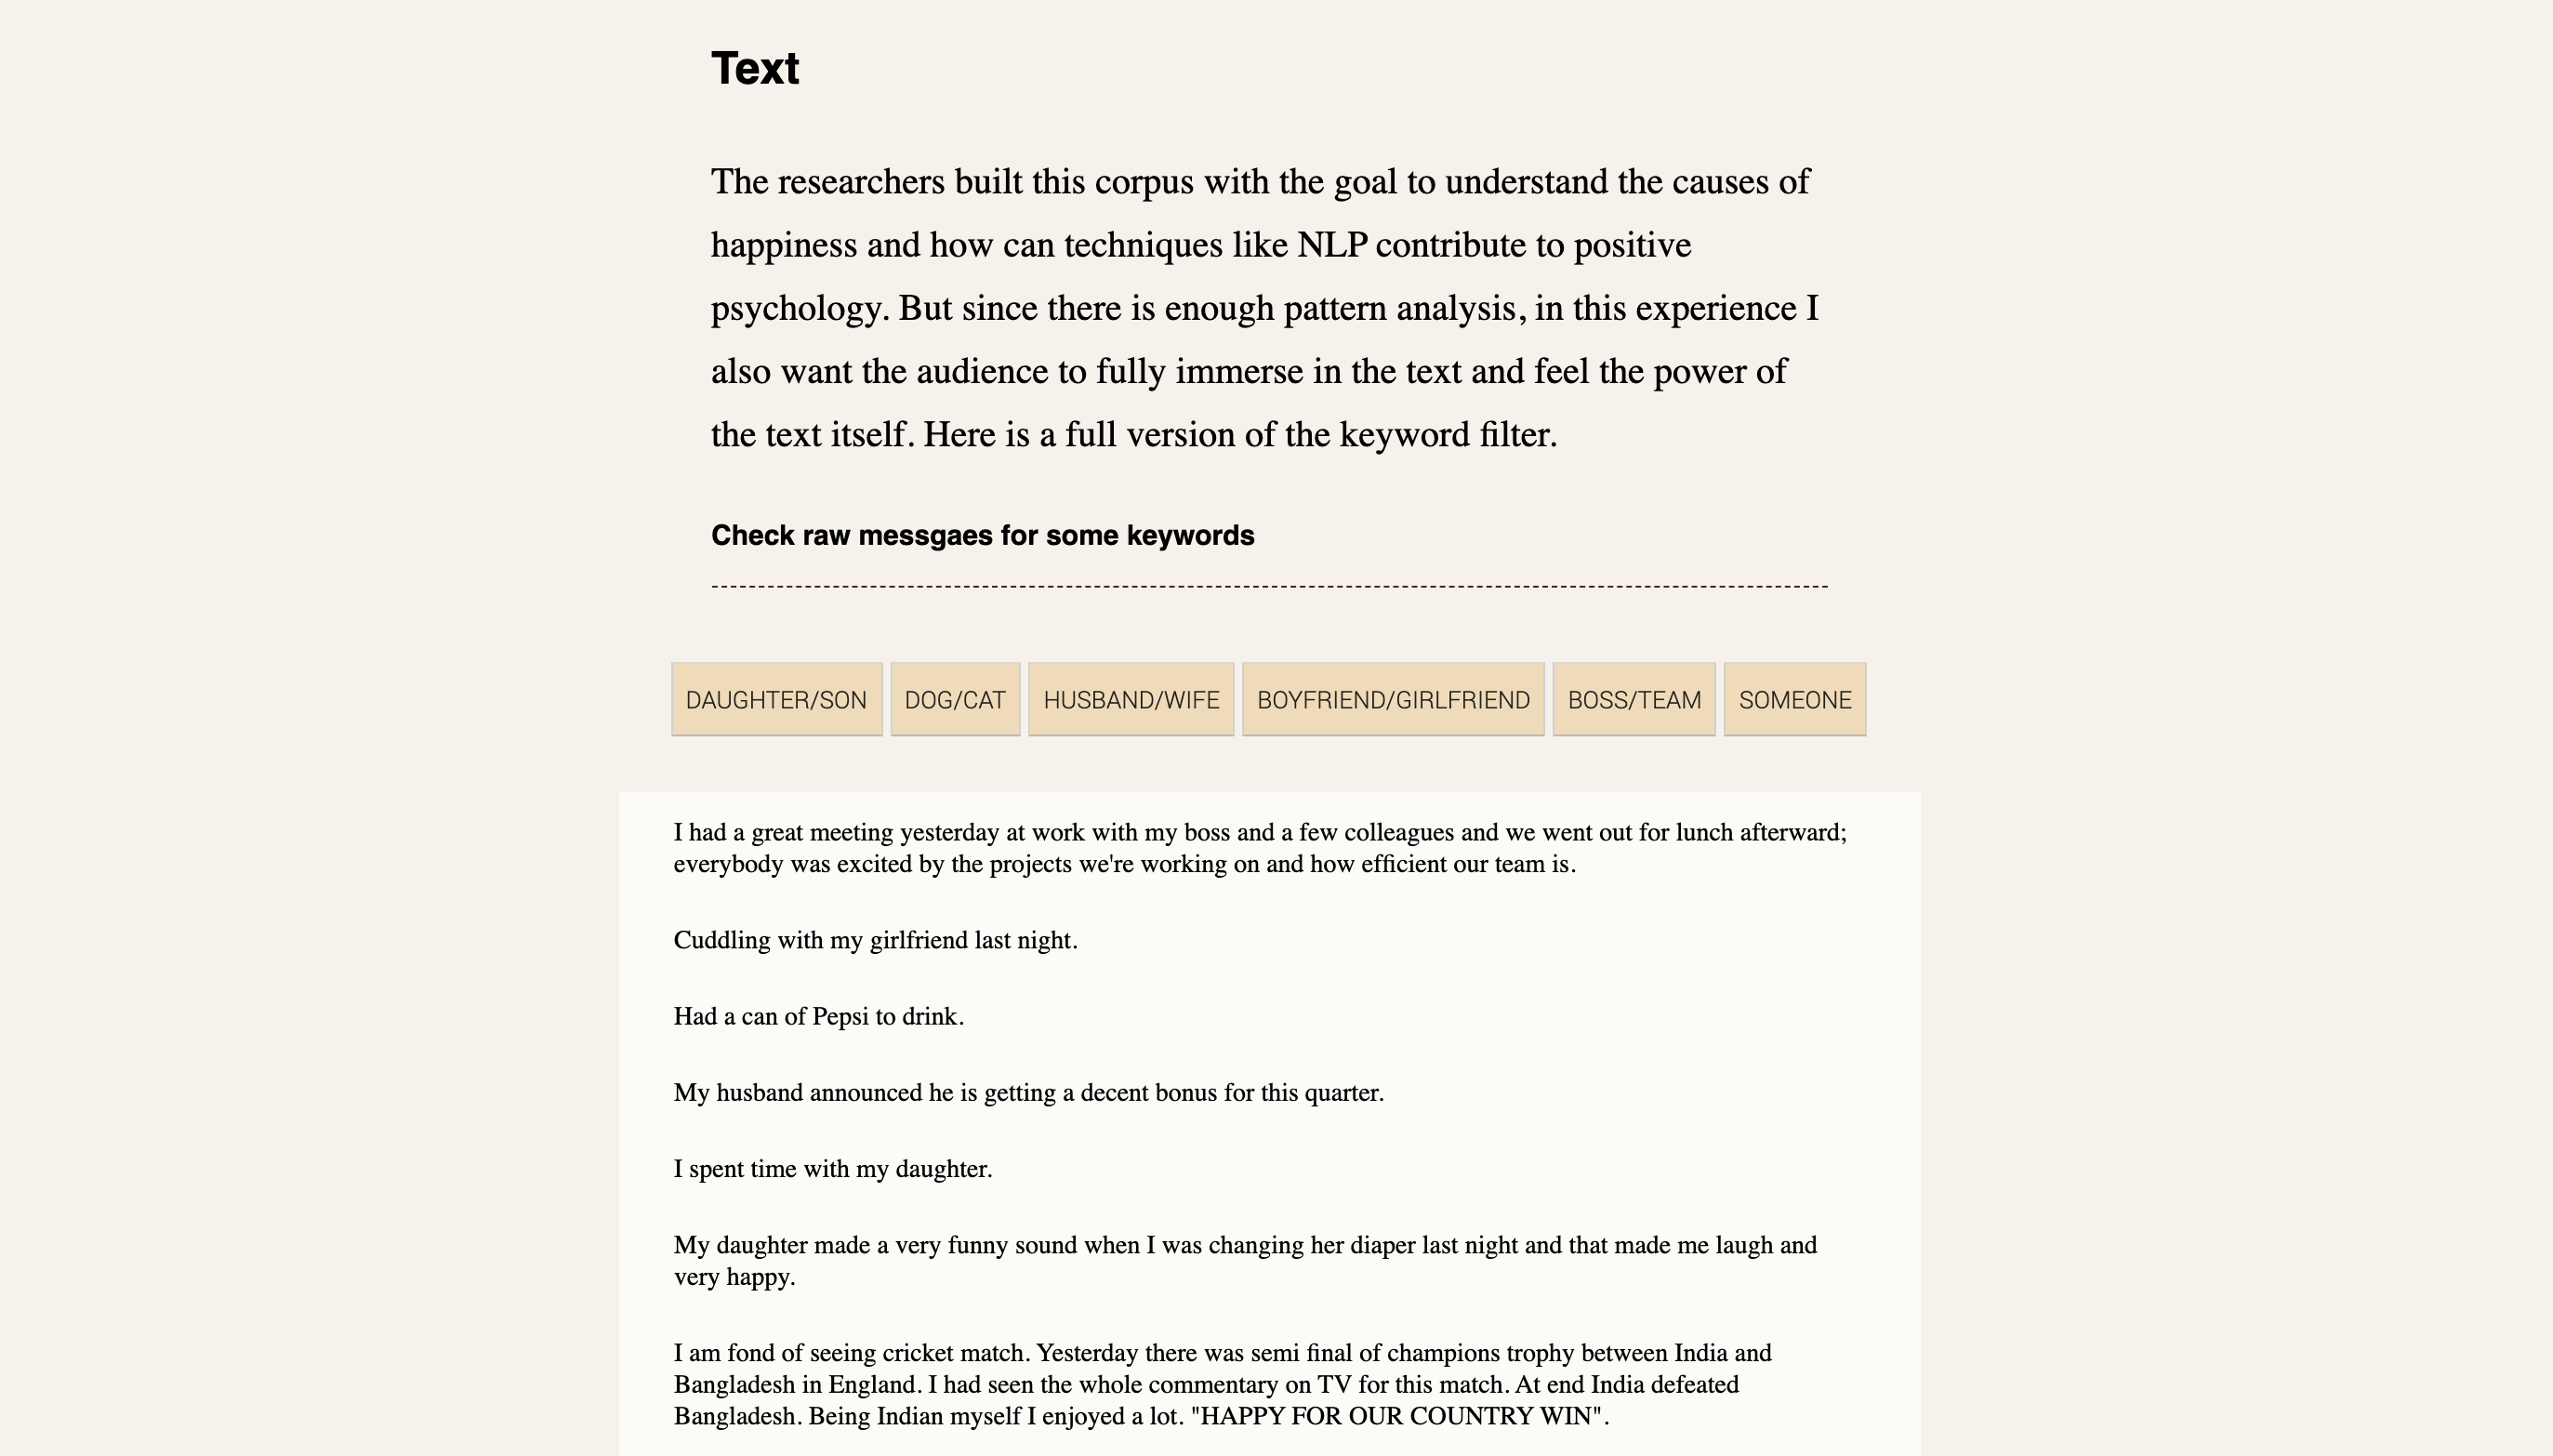 Text
The researchers built this corpus with the goal to understand the causes of
happiness and how can techniques like NLP contribute to positive
psychology. But since there is enough pattern analysis, in this experience I
also want the audience to fully immerse in the text and feel the power of
the text itself. Here is a full version of the keyword filter.
Check raw messgaes for some keywords
DAUGHTER/SON DOG/CAT HUSBAND/WIFE BOYFRIEND/GIRLFRIEND BOSS/TEAM SOMEONE
I had a great meeting yesterday at work with my boss and a few colleagues and we went out for lunch afterward;
everybody was excited by the projects we're working on and how efficient our team is.
Cuddling with my girlfriend last night.
Had a can of Pepsi to drink.
My husband announced he is getting a decent bonus for this quarter.
I spent time with my daughter.
My daughter made a very funny sound when I was changing her diaper last night and that made me laugh and
very happy.
I am fond of seeing cricket match. Yesterday there was semi final of champions trophy between India and
Bangladesh in England. I had seen the whole commentary on TV for this match. At end India defeated
Bangladesh. Being Indian myself I enjoyed a lot. "HAPPY FOR OUR COUNTRY WIN".